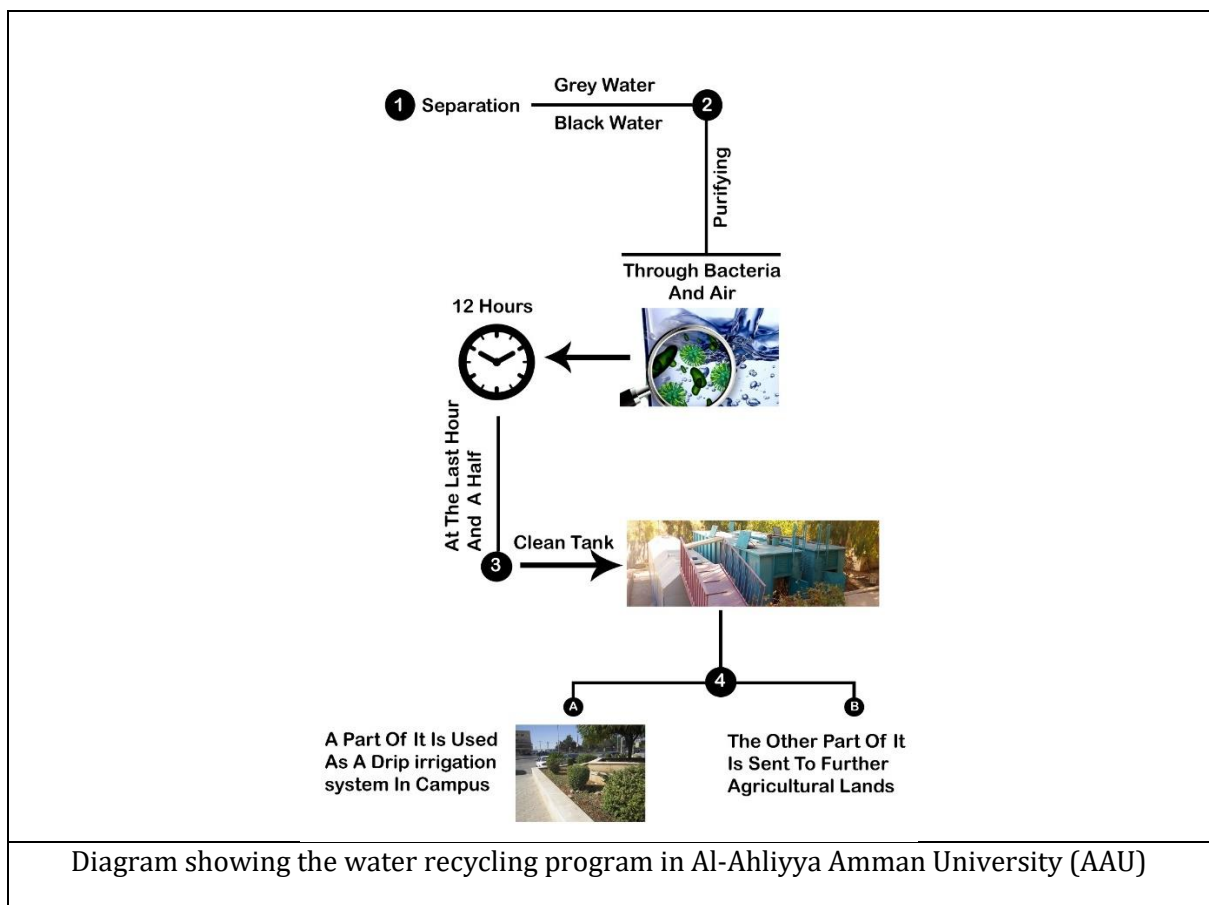 1 Separation
Grey Water
Black Water
2
Purifying
Through Bacteria
And Air
12 Hours
At The Last Hour
And A Half
3
Clean Tank
4
A
B
A Part Of It Is Used
As A Drip irrigation
system In Campus
The Other Part Of It
Is Sent To Further
Agricultural Lands
Diagram showing the water recycling program in Al-Ahliyya Amman University (AAU)